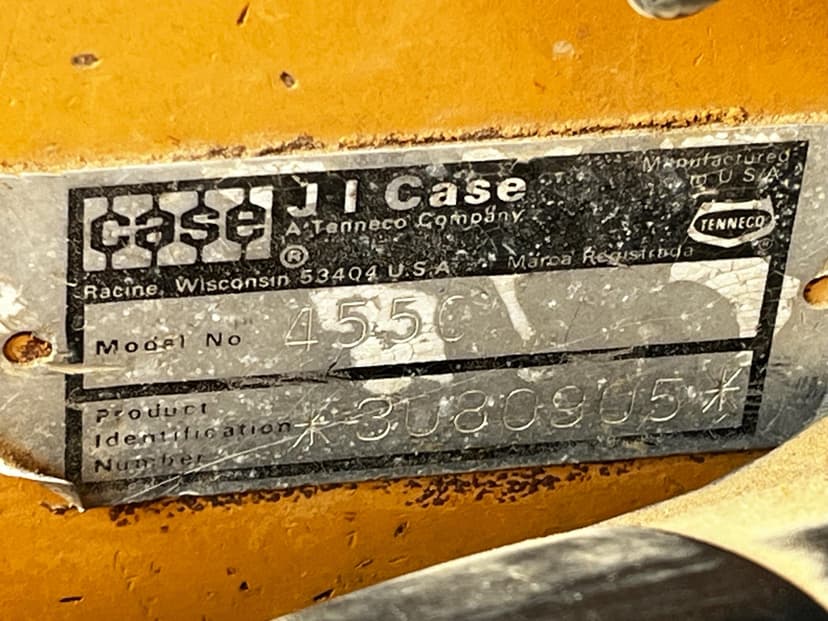 case
J I Case
A Tenneco Company
Manufactured
in U S A
TENNECO
®
®
Racine, Wisconsin 53404 U.S.A.
Marca Registrada
Model No 455C
Product
Identification
Number
*3080905*